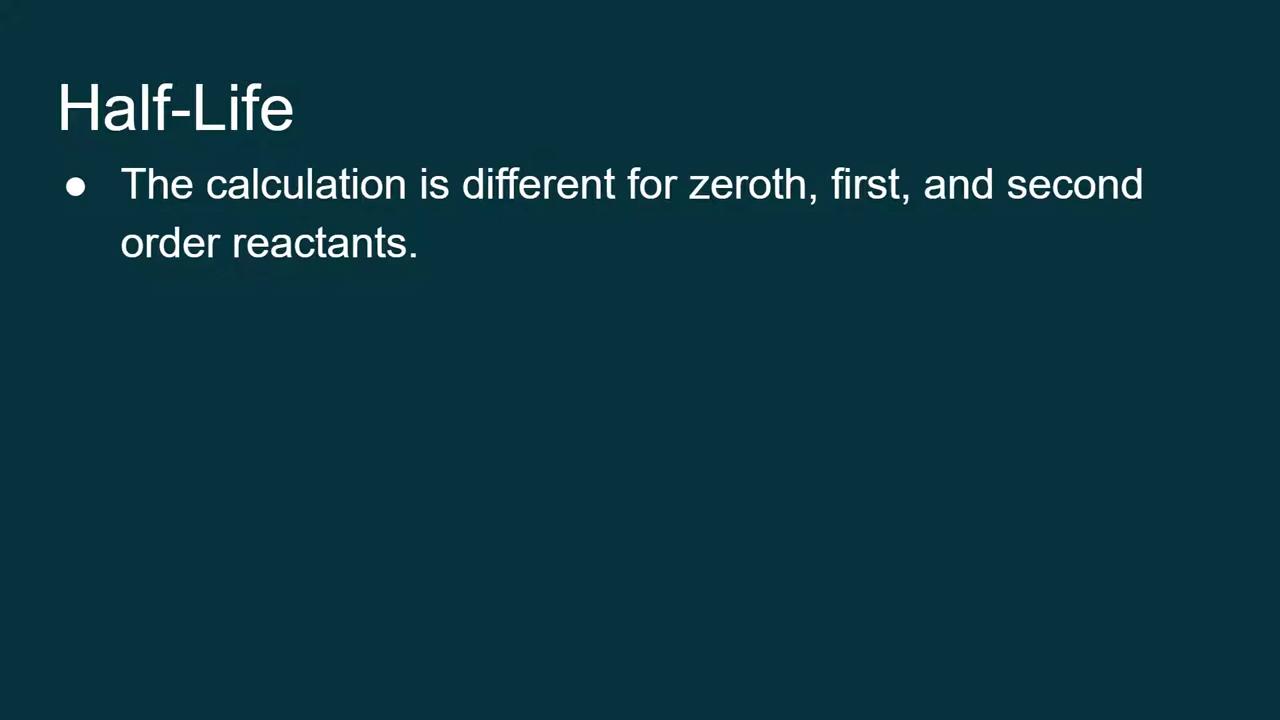 Half-Life
● The calculation is different for zeroth, first, and second
order reactants.